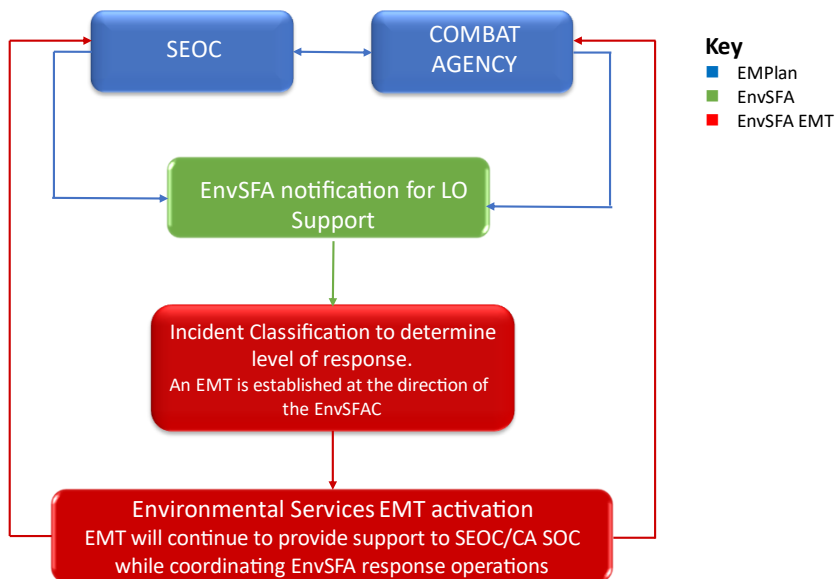 SEOC
COMBAT
AGENCY
Key
EMPlan
EnvSFA
EnvSFA EMT
EnvSFA notification for LO
Support
Incident Classification to determine
level of response.
An EMT is established at the direction of
the EnvSFAC
Environmental Services EMT activation
EMT will continue to provide support to SEOC/CA SOC
while coordinating EnvSFA response operations